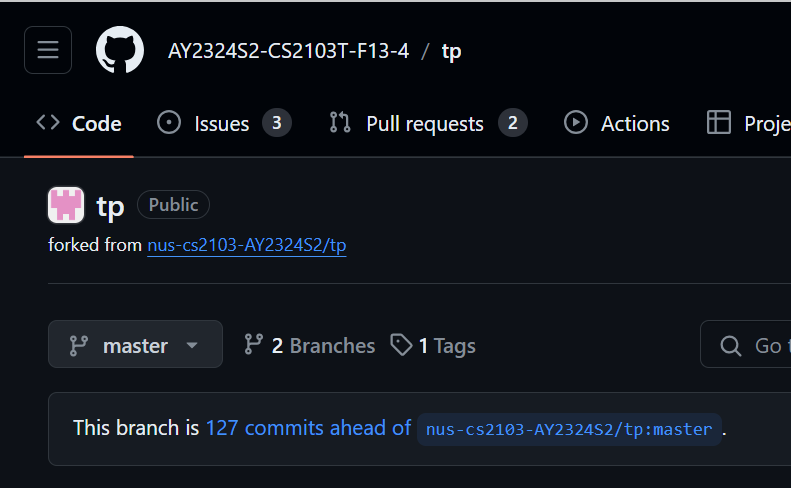 AY2324S2-CS2103T-F13-4 / tp
Code Issues 3 Pull requests 2 Actions Proje
tp Public
forked from nus-cs2103-AY2324S2/tp
master 2 Branches 1 Tags Go t
This branch is 127 commits ahead of nus-cs2103-AY2324S2/tp:master .